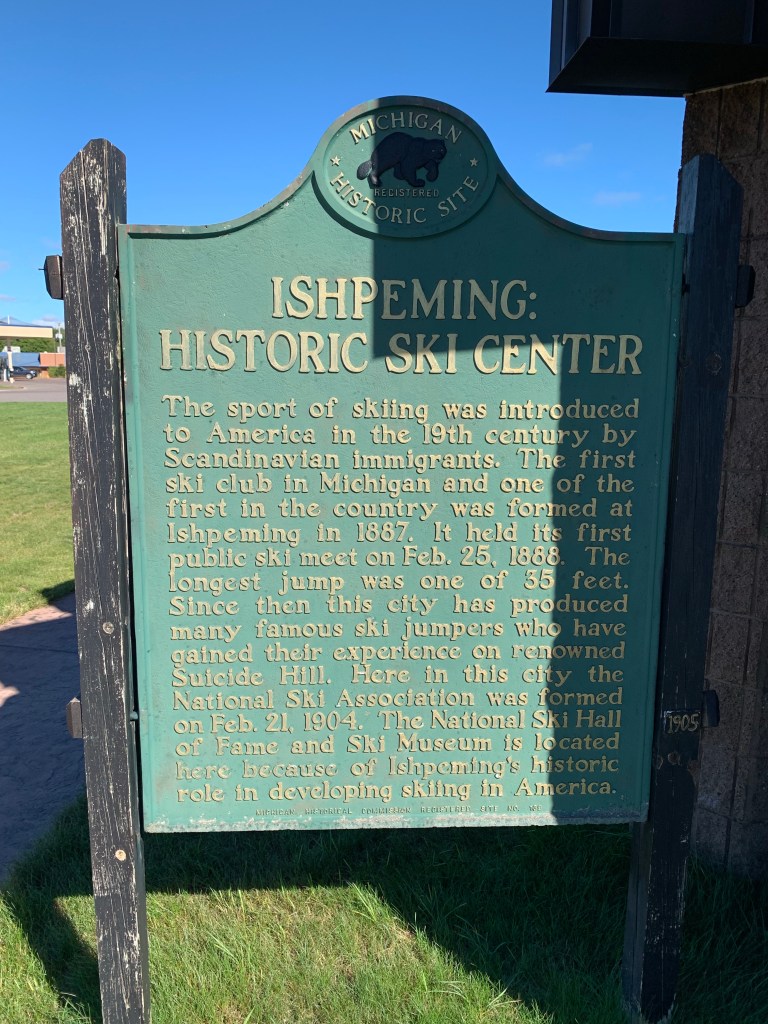 MICHIGAN
REGISTERED
HISTORIC SITE
ISHPEMING:
HISTORIC SKI CENTER
The sport of skiing was introduced
to America in the 19th century by
Scandinavian immigrants. The first
ski club in Michigan and one of the
first in the country was formed at
Ishpeming in 1887. It held its first
public ski meet on Feb. 25, 1888. The
longest jump was one of 35 feet.
Since then this city has produced
many famous ski jumpers who have
gained their experience on renowned
Suicide Hill. Here in this city the
National Ski Association was formed
on Feb. 21, 1904. The National Ski Hall
of Fame and Ski Museum is located
here because of Ishpeming's historic
role in developing skiing in America.
MICHIGAN HISTORICAL COMMISSION REGISTERED SITE NO.
1905